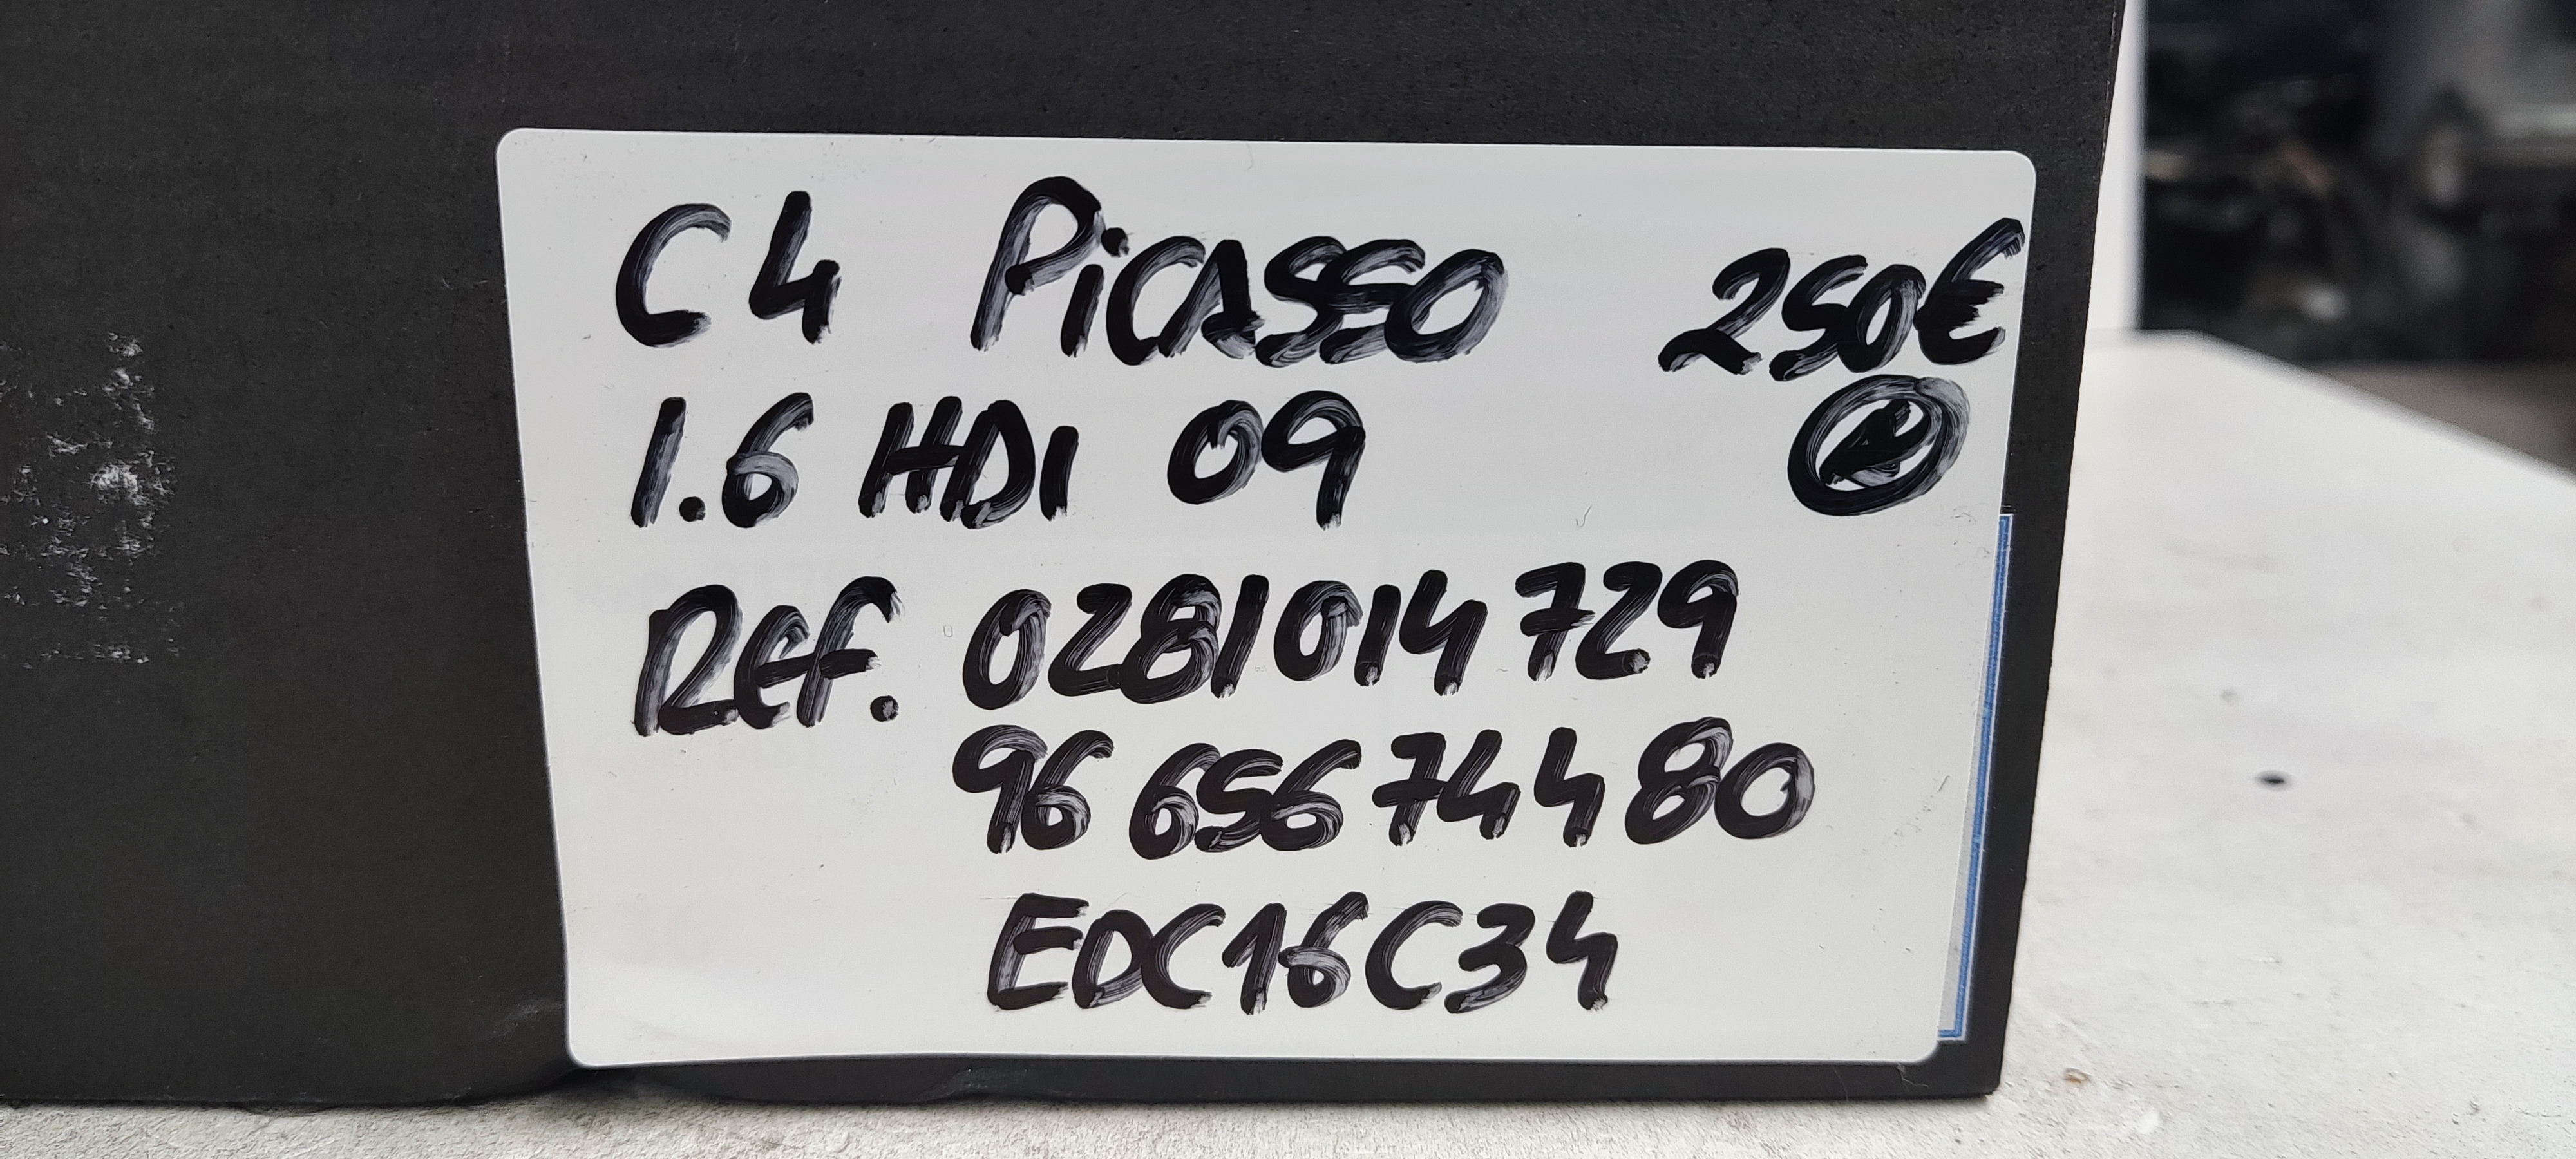 C4 PiCASSO 250€
1.6 HDI 09
Ref. 0281014729
96 656 744 80
EDC16C34